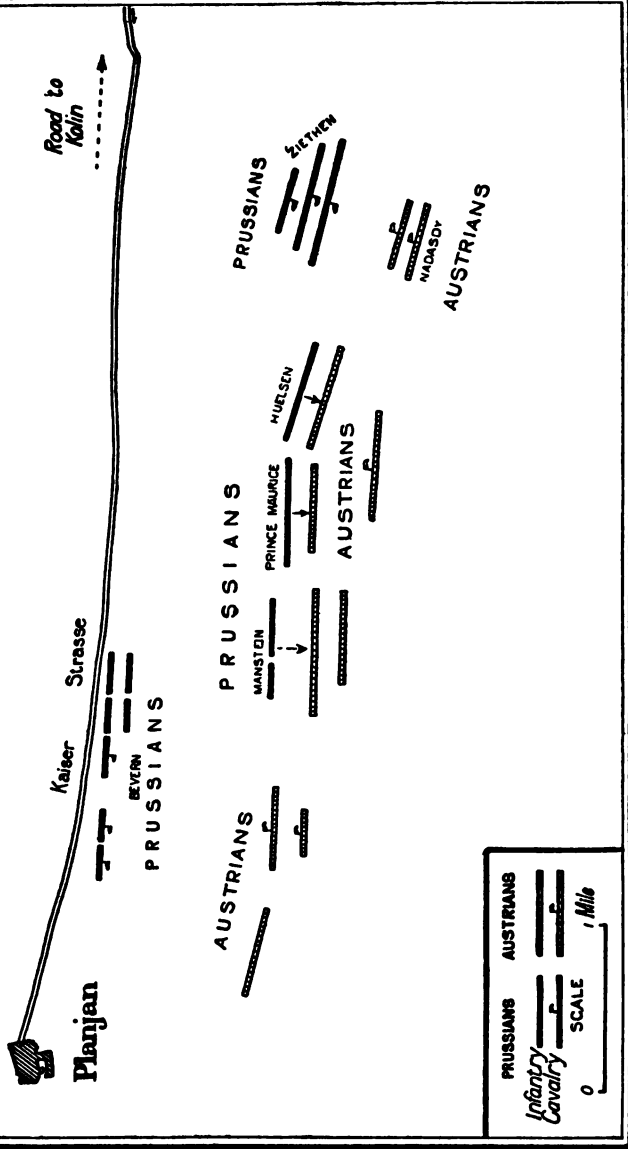 Road to
Kolin
Kaiser
Strasse
Planjan
PRUSSIANS
ZIETHEN
NADASDY
AUSTRIANS
HUELSEN
PRINCE MAURICE
PRUSSIANS
MANSTON
AUSTRIANS
BEVERN
PRUSSIANS
AUSTRIANS
PRUSSIANS AUSTRIANS
Infantry
Cavalry
SCALE
0 1 Mile